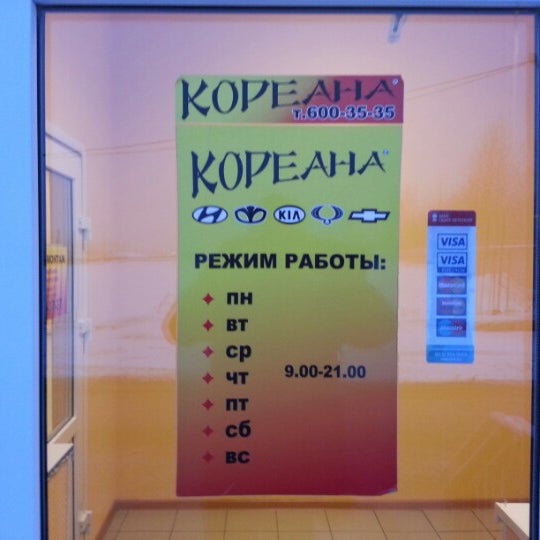 КОРЕАНА
т.600-35-35
КОРЕАНА
KIA
РЕЖИМ РАБОТЫ:
пн
вт
ср
чт
9.00-21.00
пт
сб
вс
VISA
VISA